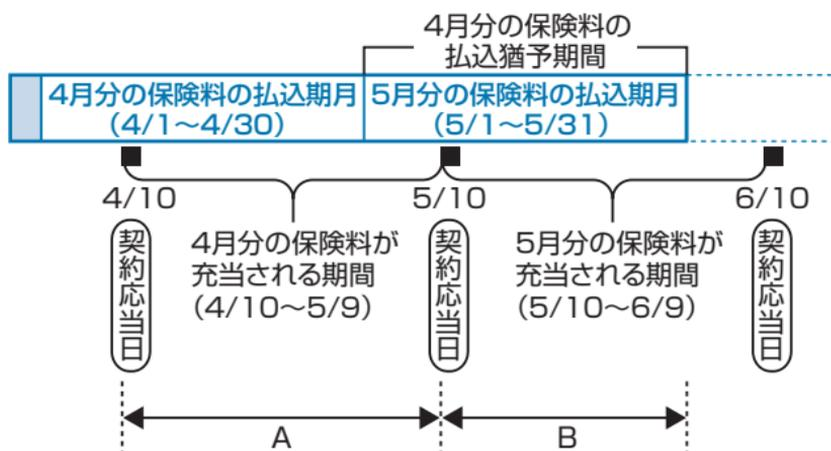 4月分の保険料の
払込猶予期間
4月分の保険料の払込期月
(4/1〜4/30)
5月分の保険料の払込期月
(5/1〜5/31)
4/10
5/10
6/10
契約応当日
4月分の保険料が
充当される期間
(4/10〜5/9)
契約応当日
5月分の保険料が
充当される期間
(5/10〜6/9)
契約応当日
A
B